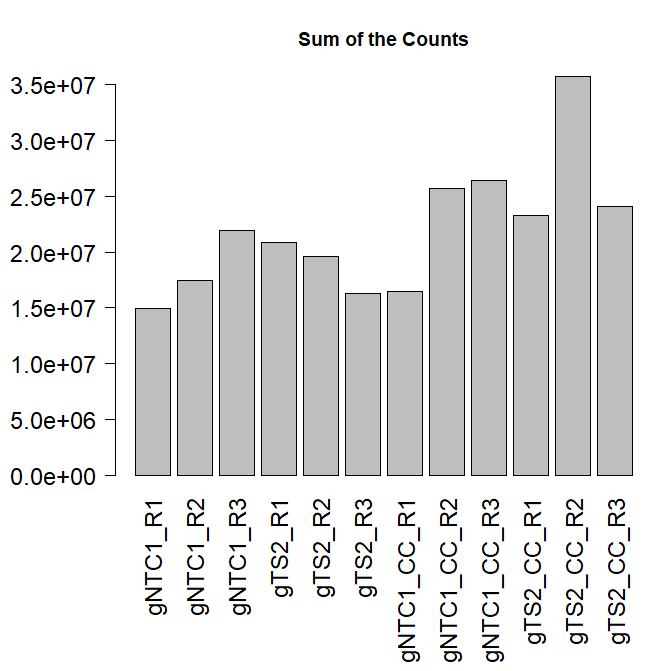 Sum of the Counts
3.5e+07
3.0e+07
2.5e+07
2.0e+07
1.5e+07
1.0e+07
5.0e+06
0.0e+00
gNTC1_R1
gNTC1_R2
gNTC1_R3
gTS2_R1
gTS2_R2
gTS2_R3
gNTC1_CC_R1
gNTC1_CC_R2
gNTC1_CC_R3
gTS2_CC_R1
gTS2_CC_R2
gTS2_CC_R3